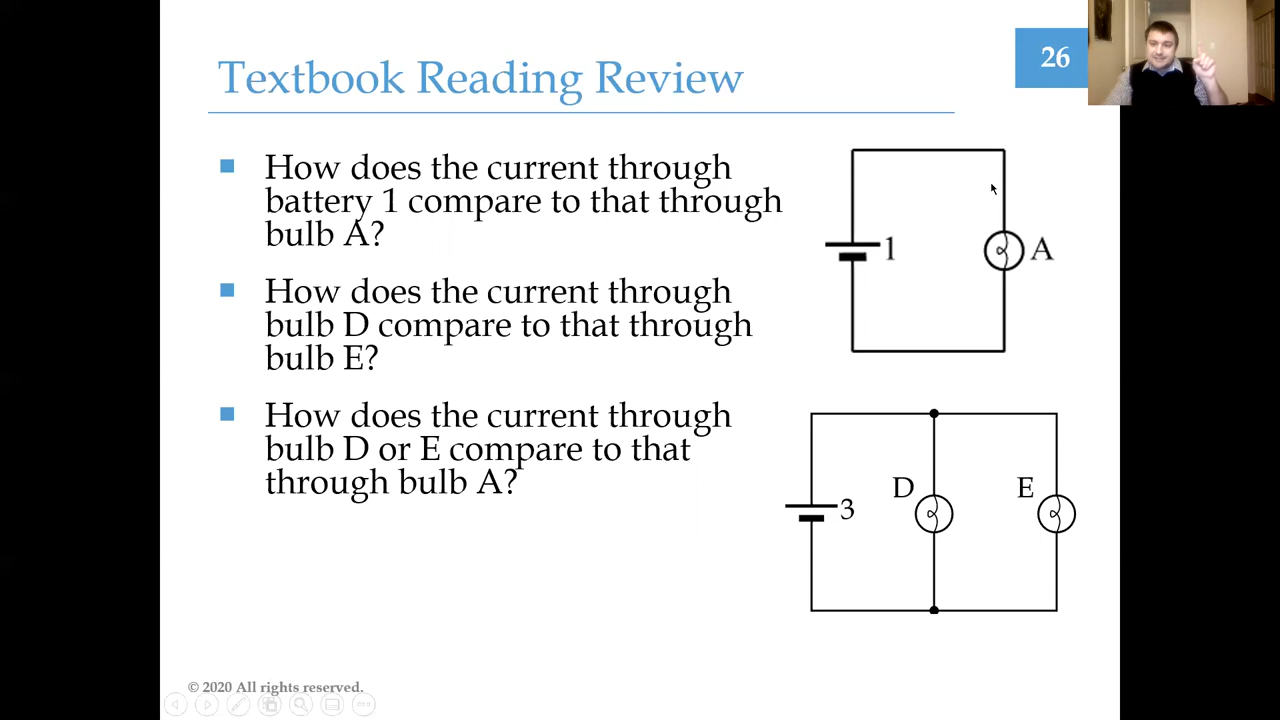 26
Textbook Reading Review
How does the current through
battery 1 compare to that through
bulb A?
How does the current through
bulb D compare to that through
bulb E?
How does the current through
bulb D or E compare to that
through bulb A?
1
A
D
E
3
© 2020 All rights reserved.